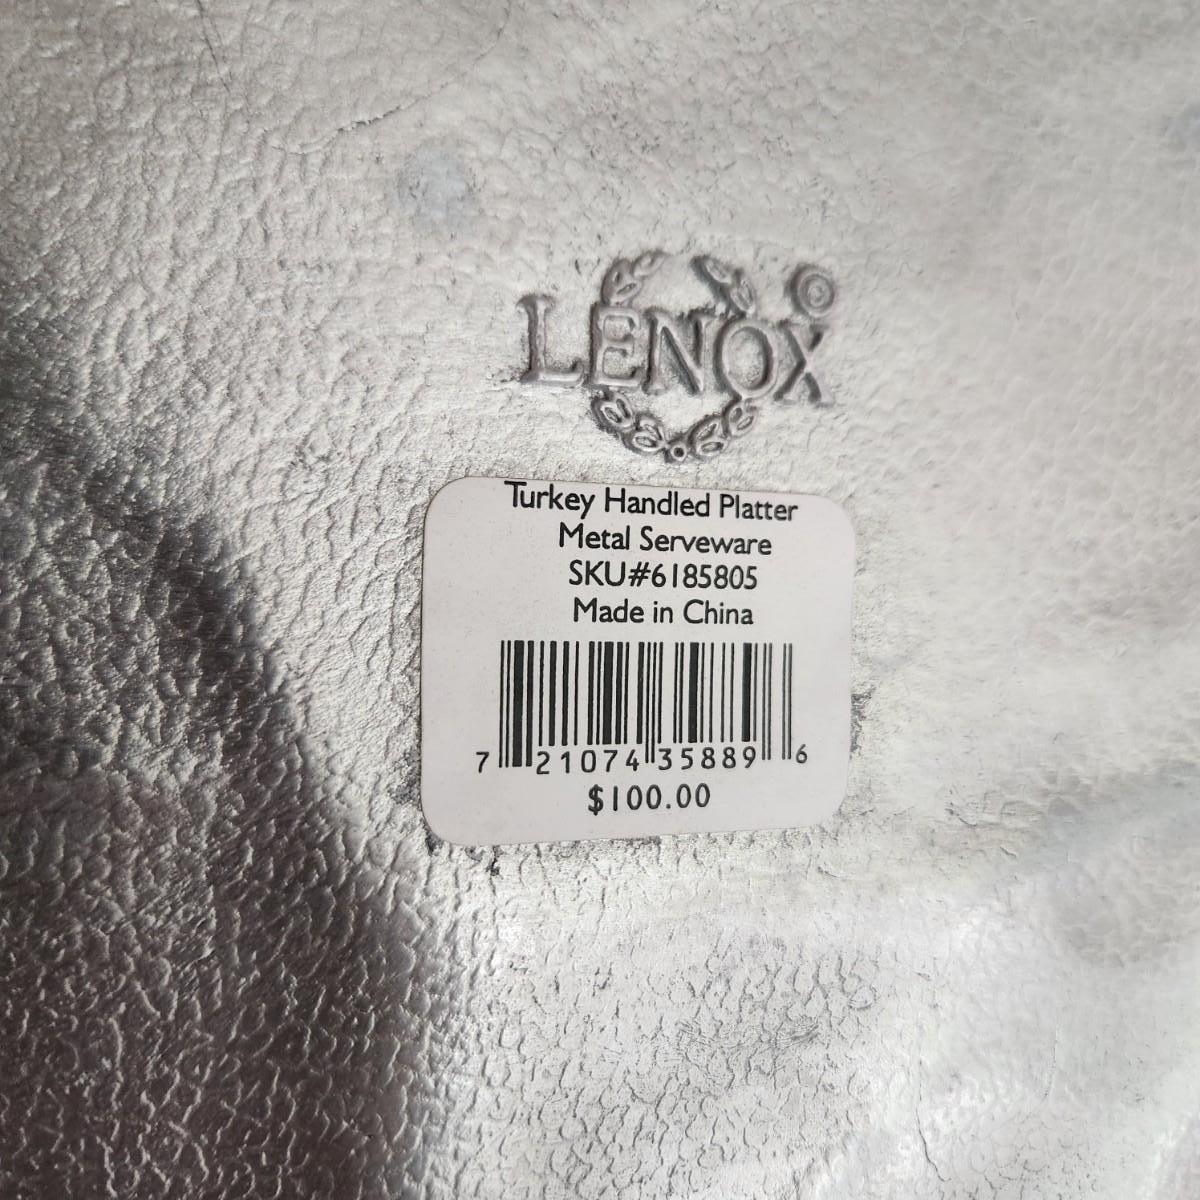 LENOX
Turkey Handled Platter
Metal Serveware
SKU#6185805
Made in China
7 21074 35889 6
$100.00